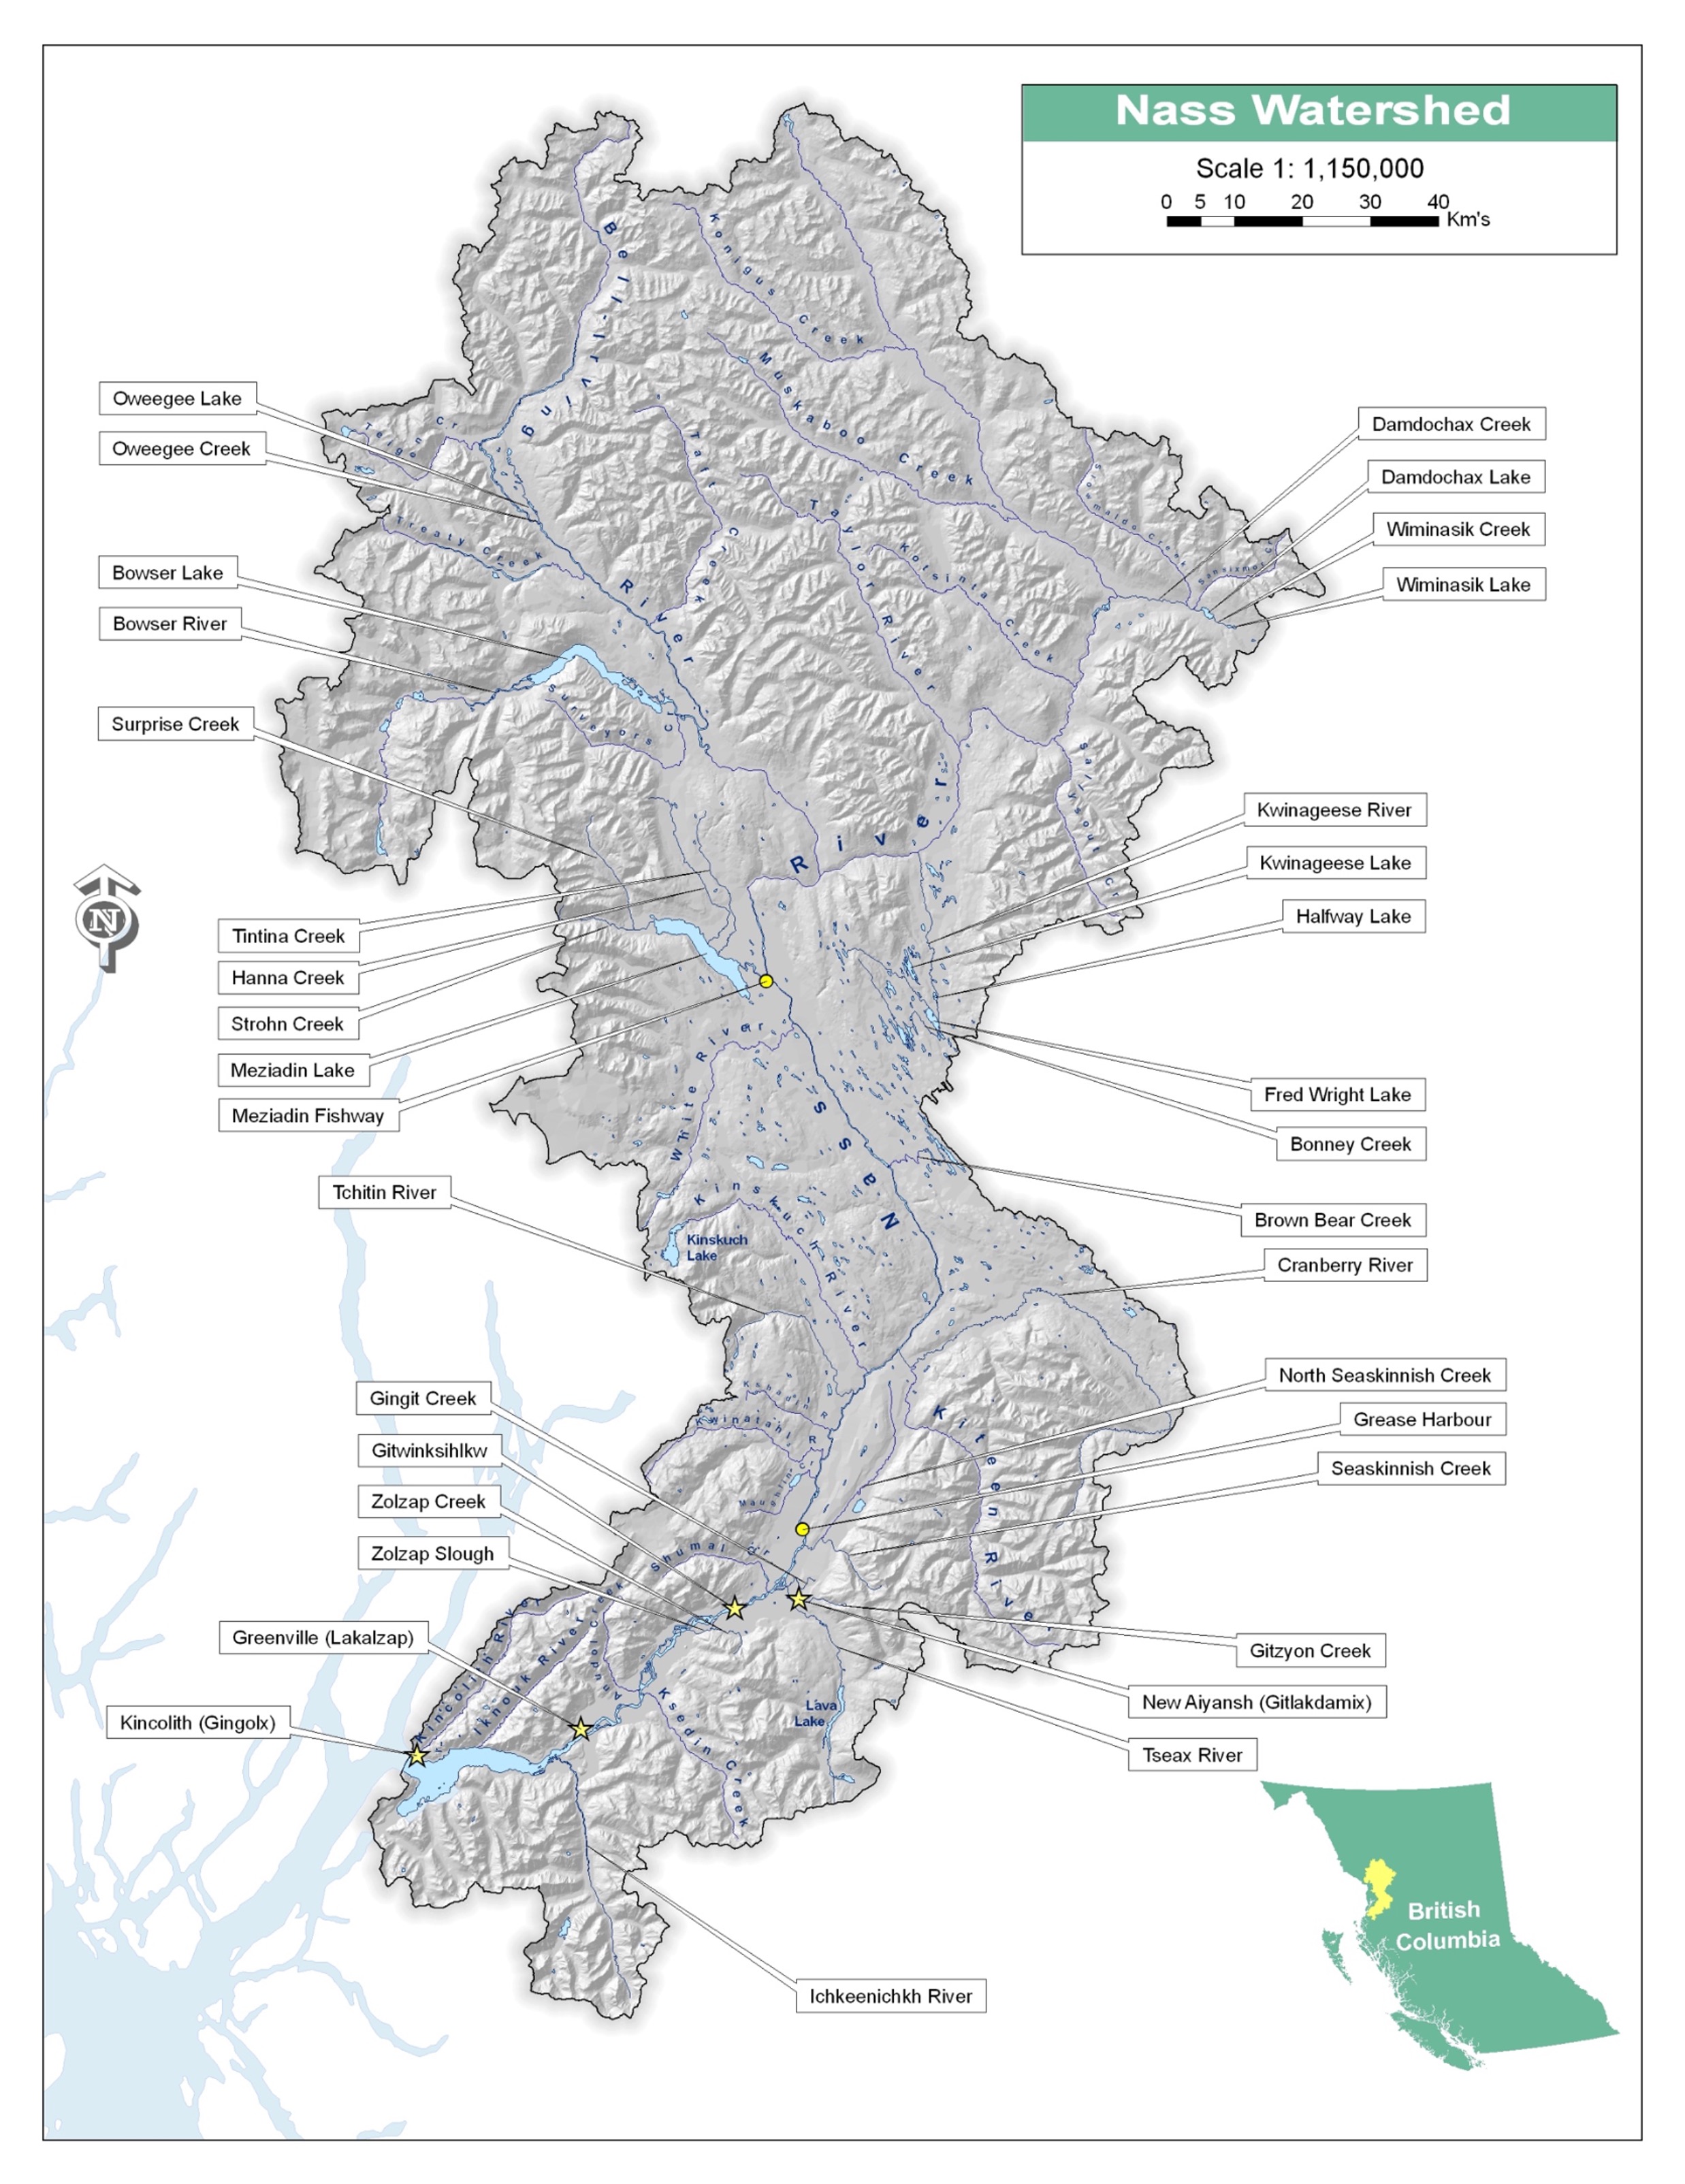 Nass Watershed
Scale 1: 1,150,000
0 5 10 20 30 40
Km's
Bell-Irving
River
Konigus Creek
Muskaboo Creek
Oweegee Lake
Oweegee Creek
Teigen Cr
Taft Creek
Damdochax Creek
Damdochax Lake
Wiminasik Creek
Wiminasik Lake
Treaty Creek
Taylor River
Kotsinta Creek
Bowser Lake
Bowser River
Surprise Creek
Surveyors Cr
Sallysout Cr
Nass River
Kwinageese River
Kwinageese Lake
Halfway Lake
N
Tintina Creek
Hanna Creek
Strohn Creek
Meziadin Lake
Meziadin Fishway
White River
Fred Wright Lake
Bonney Creek
Tchitin River
Kinskuch River
Kinskuch
Lake
Brown Bear Creek
Cranberry River
Gingit Creek
Gitwinksihlkw
Zolzap Creek
Zolzap Slough
Kwinatahl R
Kiteen River
North Seaskinnish Creek
Grease Harbour
Seaskinnish Creek
Shumal Cr
Greenville (Lakalzap)
Kincolith (Gingolx)
Kincolith River
Iknouk River
Anudol Creek
Ksedin Creek
Lava
Lake
Gitzyon Creek
New Aiyansh (Gitlakdamix)
Tseax River
Ichkeenichkh River
British
Columbia